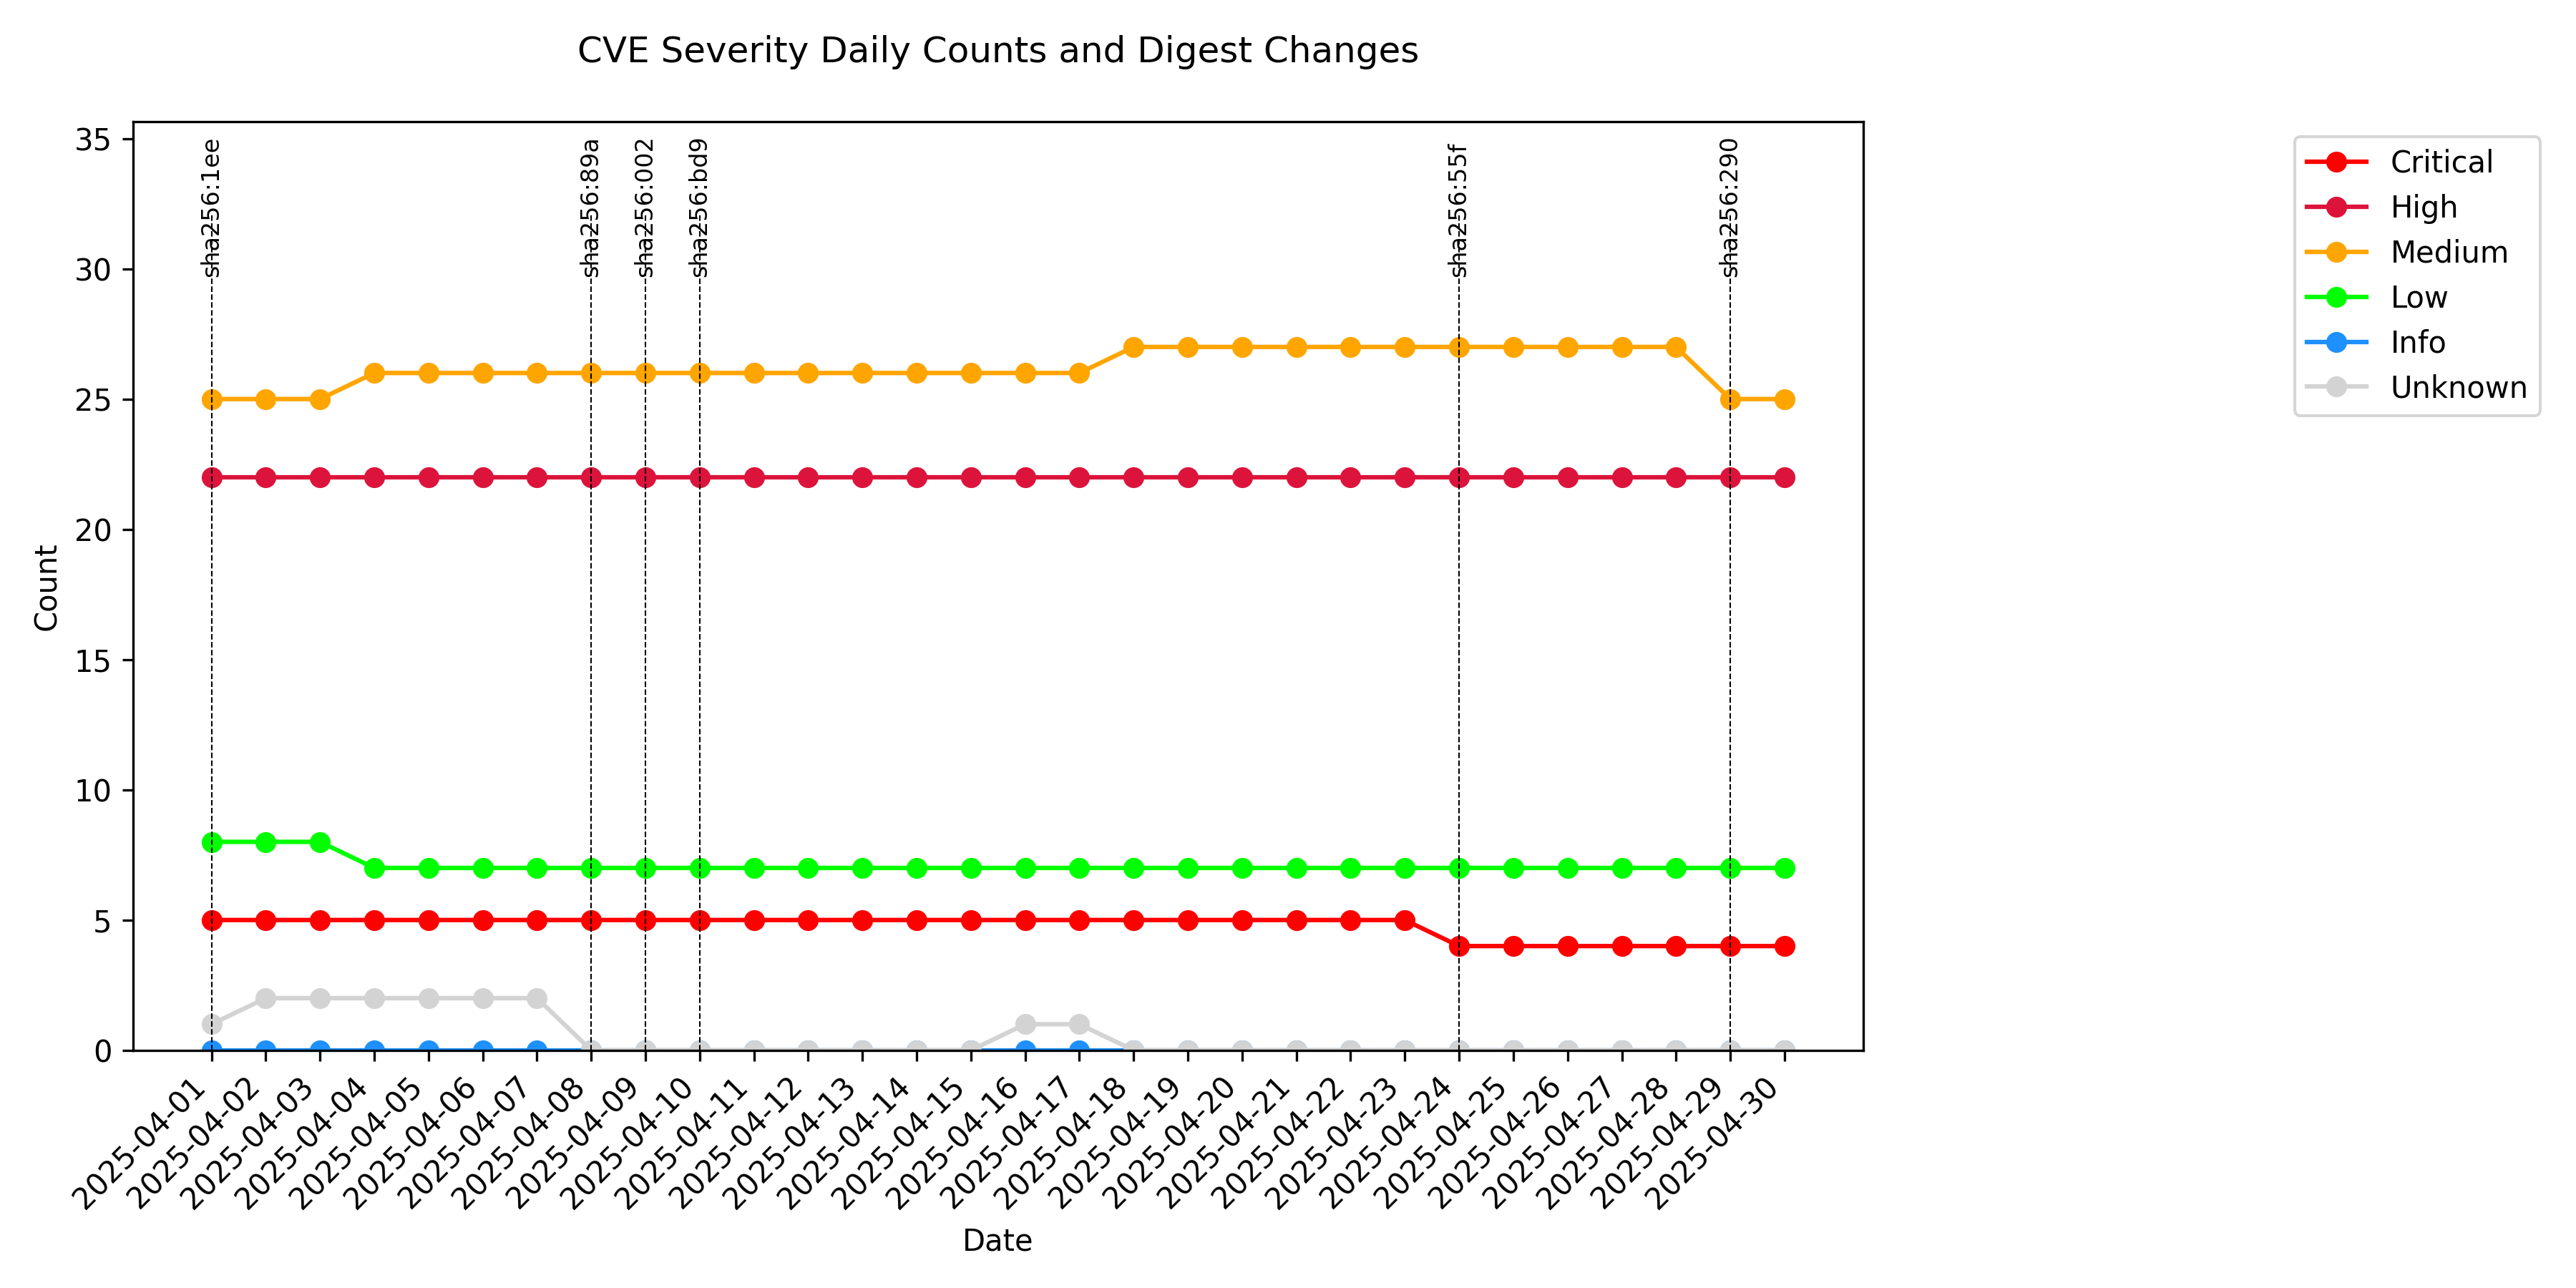 CVE Severity Daily Counts and Digest Changes
35
30
25
20
15
10
5
0
Count
sha256:1ee
sha256:89a
sha256:002
sha256:bd9
sha256:55f
sha256:290
Critical
High
Medium
Low
Info
Unknown
2025-04-01
2025-04-02
2025-04-03
2025-04-04
2025-04-05
2025-04-06
2025-04-07
2025-04-08
2025-04-09
2025-04-10
2025-04-11
2025-04-12
2025-04-13
2025-04-14
2025-04-15
2025-04-16
2025-04-17
2025-04-18
2025-04-19
2025-04-20
2025-04-21
2025-04-22
2025-04-23
2025-04-24
2025-04-25
2025-04-26
2025-04-27
2025-04-28
2025-04-29
2025-04-30
Date